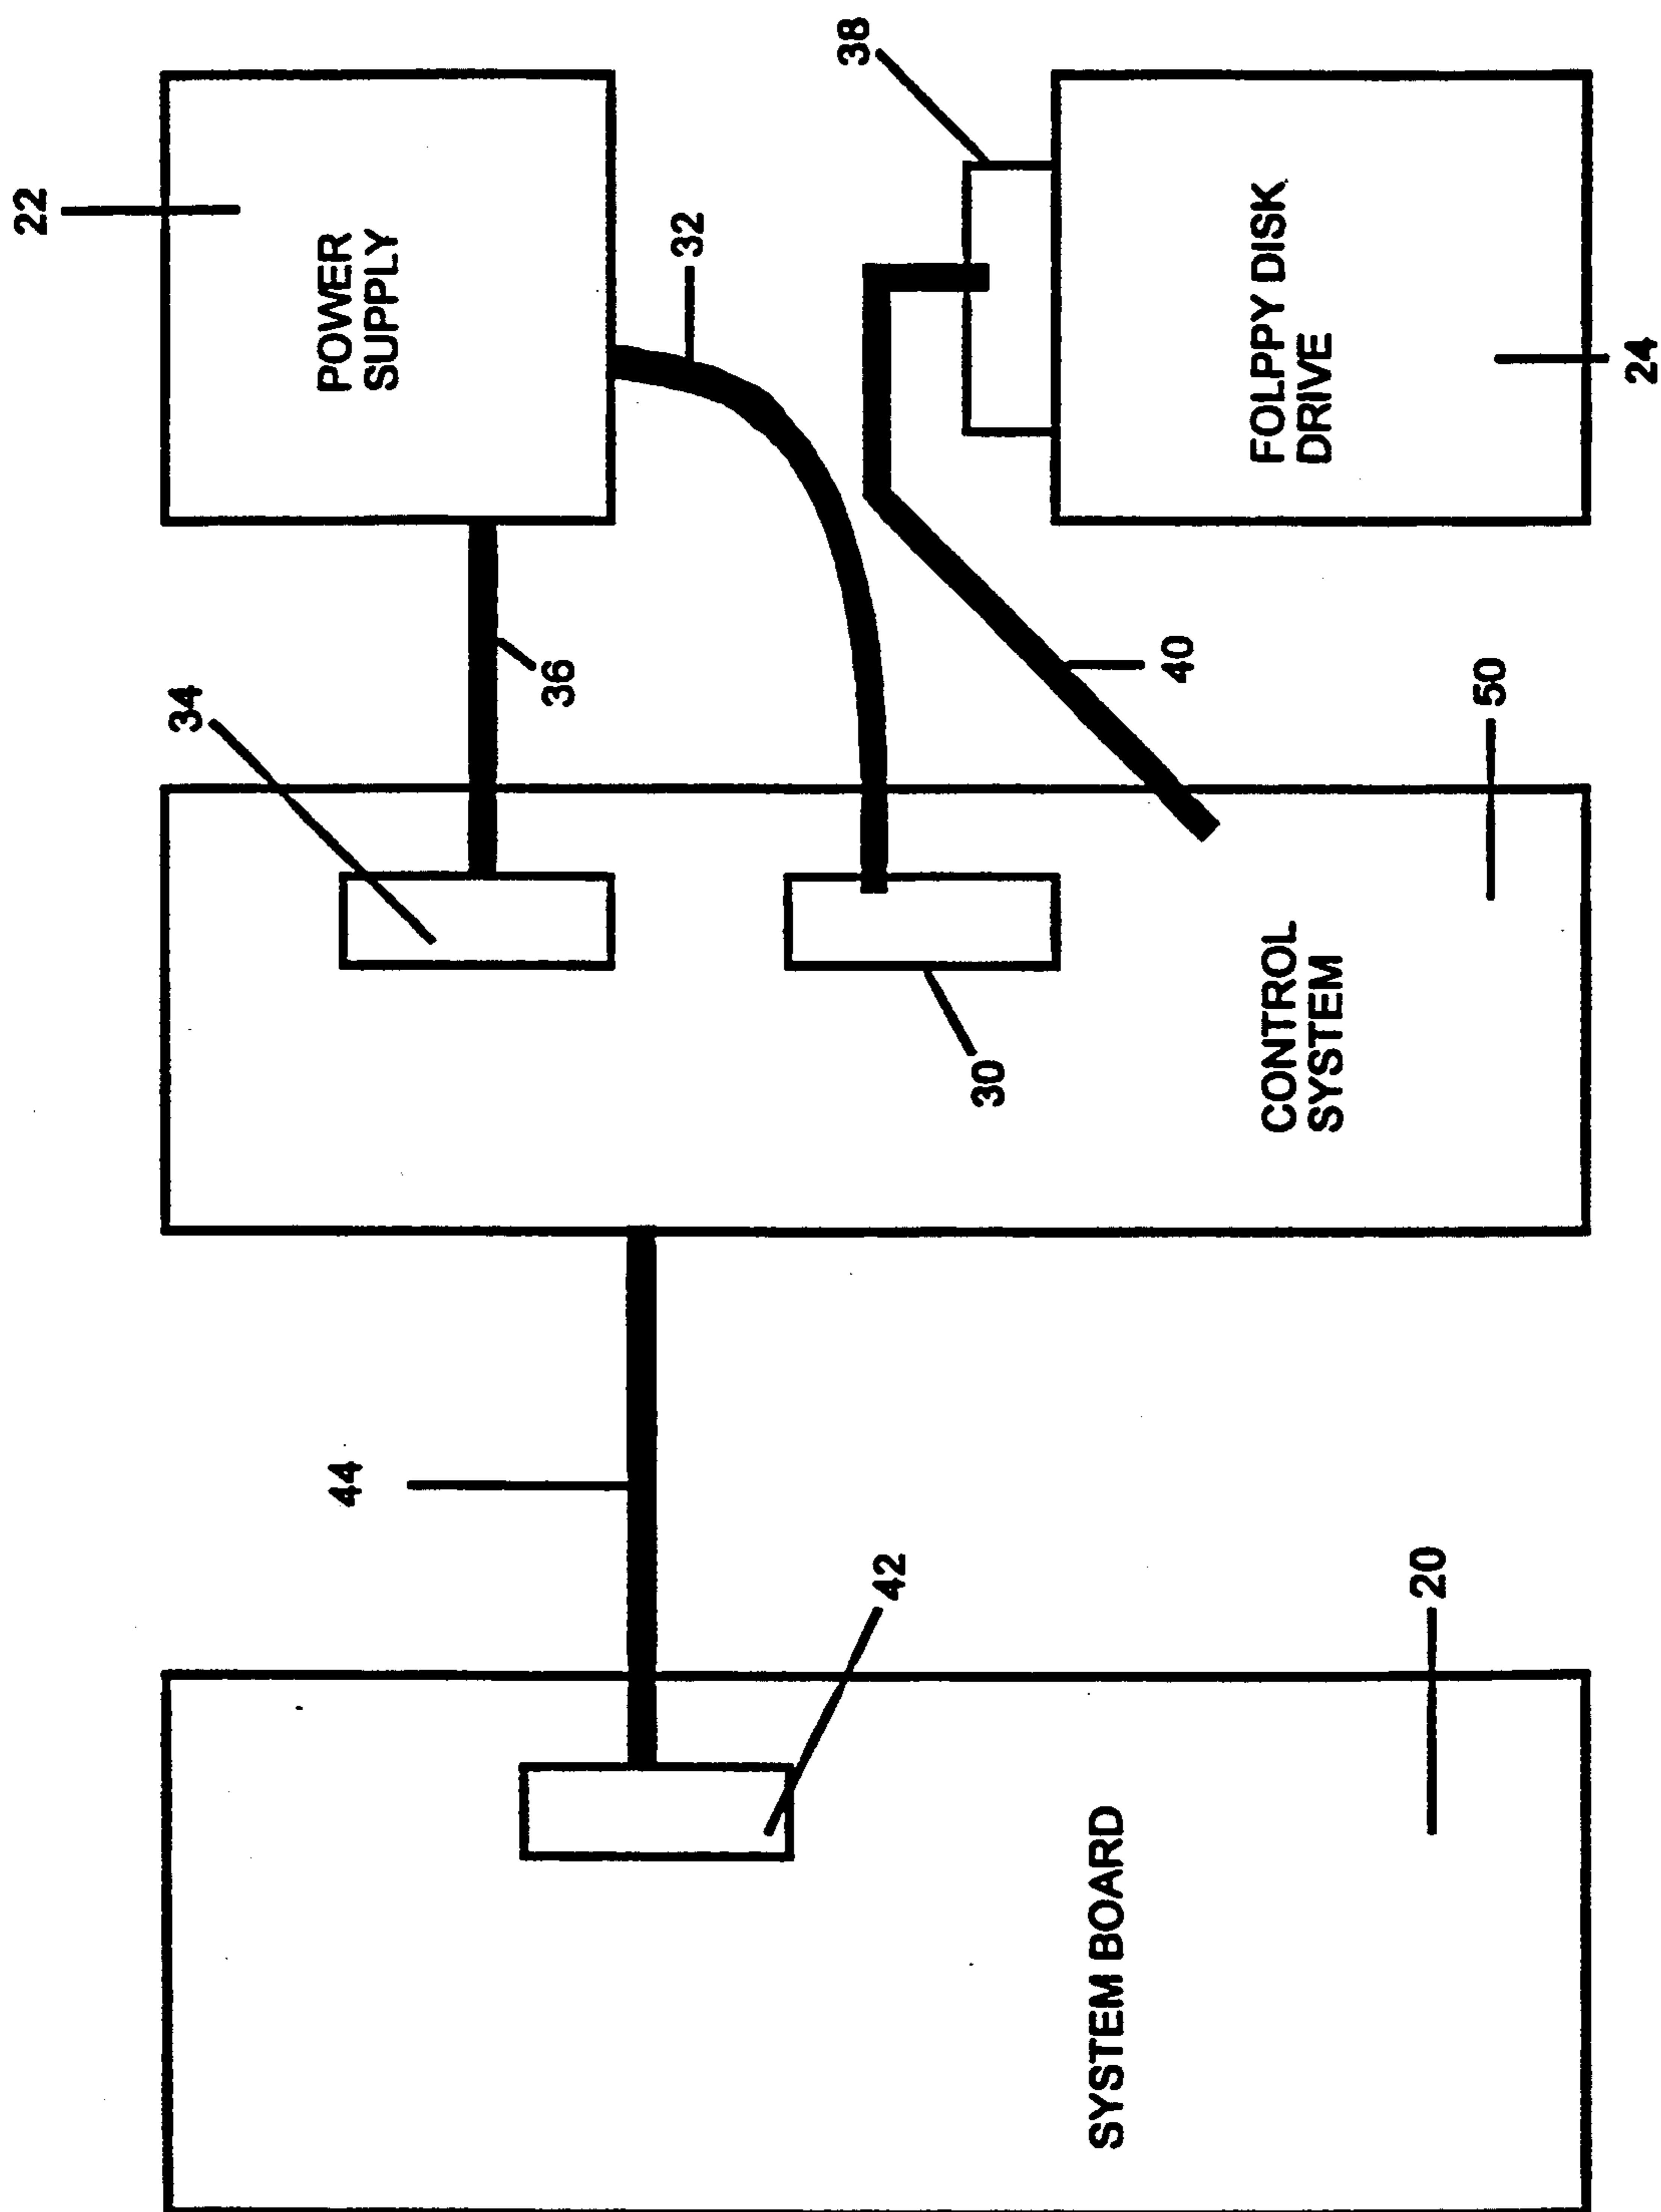 22
34
44
POWER
SUPPLY
36
32
38
42
30
SYSTEM BOARD
40
FOLPPY DISK
DRIVE
CONTROL
SYSTEM
20
50
24